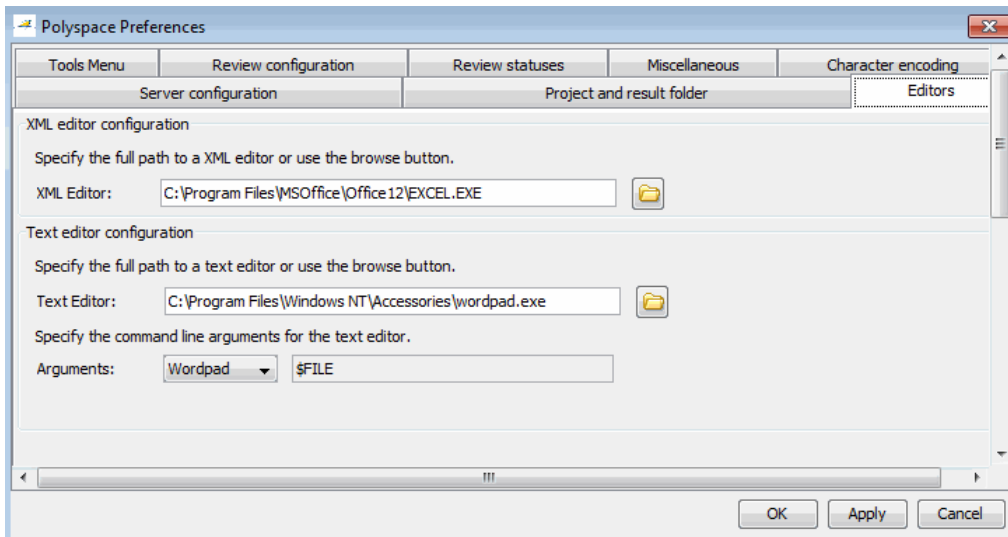 Polyspace Preferences
Tools Menu Review configuration Review statuses Miscellaneous Character encoding
Server configuration Project and result folder Editors
XML editor configuration
Specify the full path to a XML editor or use the browse button.
XML Editor: C:\Program Files\MSOffice\Office12\EXCEL.EXE
Text editor configuration
Specify the full path to a text editor or use the browse button.
Text Editor: C:\Program Files\Windows NT\Accessories\wordpad.exe
Specify the command line arguments for the text editor.
Arguments: Wordpad $FILE
OK Apply Cancel